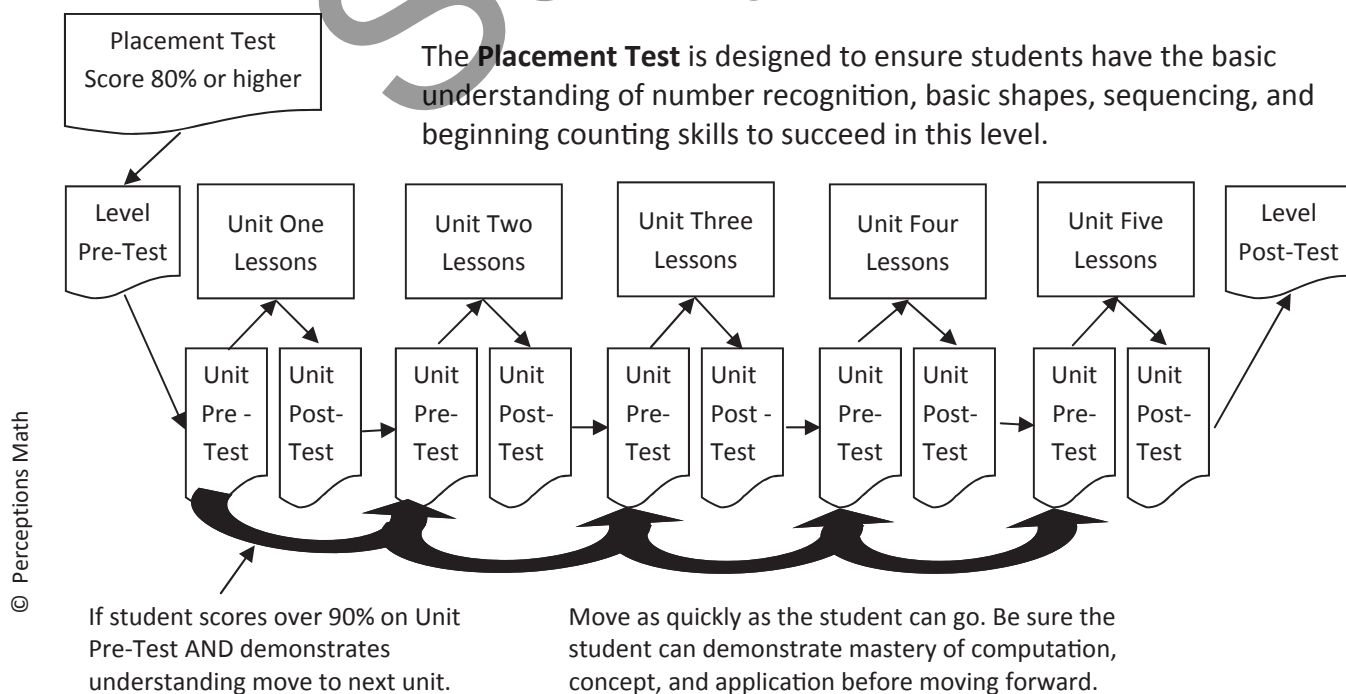 Placement Test
Score 80% or higher
The Placement Test is designed to ensure students have the basic
understanding of number recognition, basic shapes, sequencing, and
beginning counting skills to succeed in this level.
Level
Pre-Test
Unit One
Lessons
Unit Two
Lessons
Unit Three
Lessons
Unit Four
Lessons
Unit Five
Lessons
Level
Post-Test
Unit
Pre -
Test
Unit
Post-
Test
Unit
Pre-
Test
Unit
Post-
Test
Unit
Pre-
Test
Unit
Post -
Test
Unit
Pre-
Test
Unit
Post-
Test
Unit
Pre-
Test
Unit
Post-
Test
If student scores over 90% on Unit
Pre-Test AND demonstrates
understanding move to next unit.
Move as quickly as the student can go. Be sure the
student can demonstrate mastery of computation,
concept, and application before moving forward.
© Perceptions Math